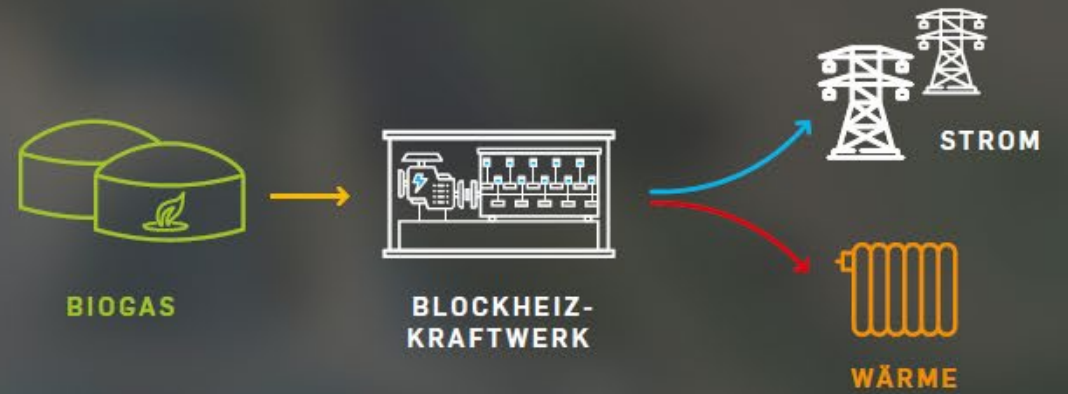 BIOGAS
BLOCKHEIZ-
KRAFTWERK
STROM
WÄRME